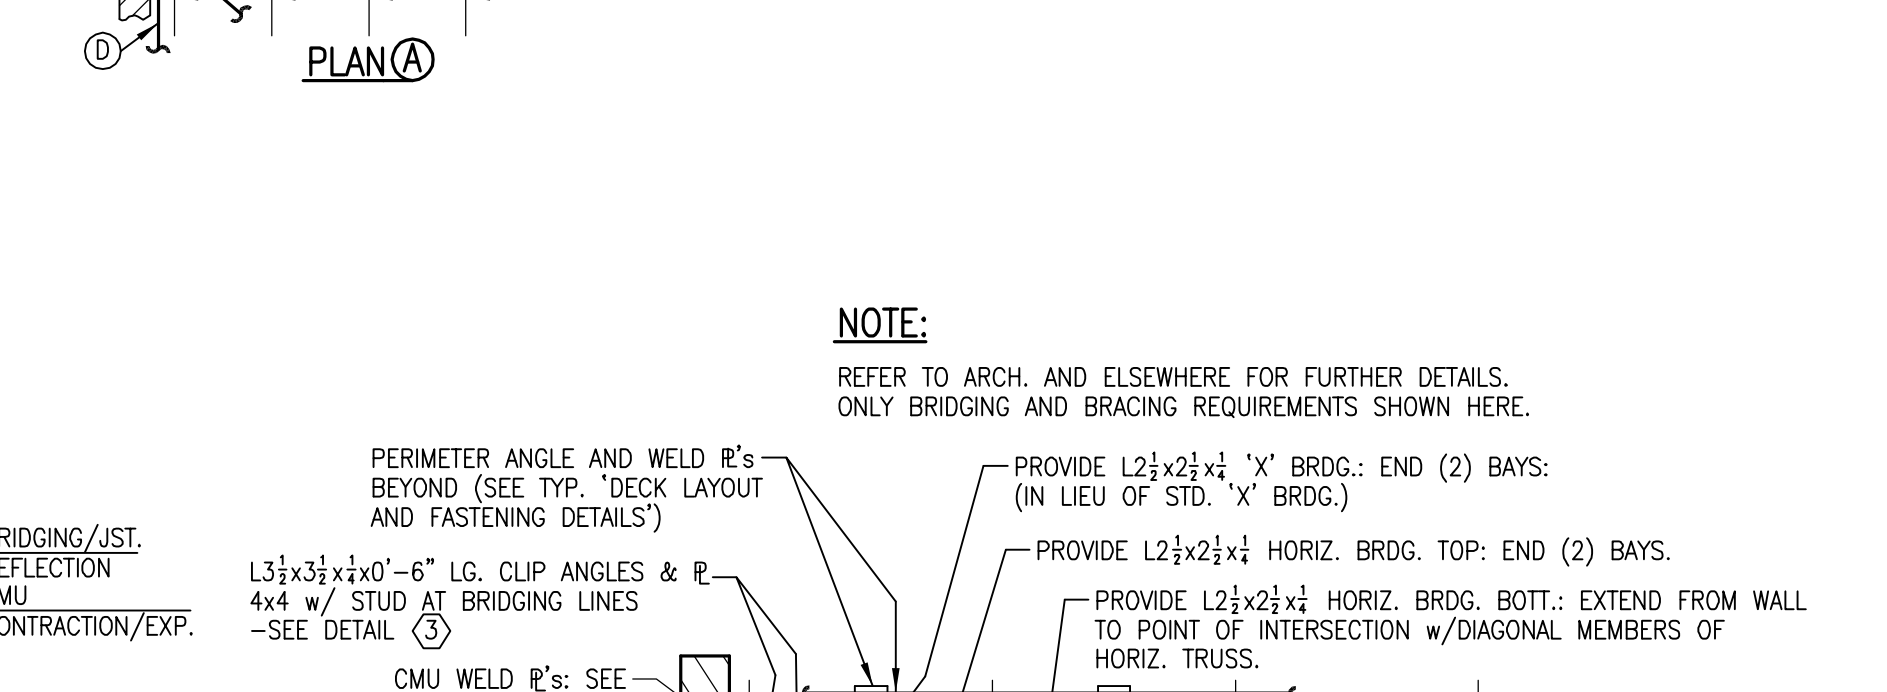 D
PLAN A
NOTE:
REFER TO ARCH. AND ELSEWHERE FOR FURTHER DETAILS.
ONLY BRIDGING AND BRACING REQUIREMENTS SHOWN HERE.
PERIMETER ANGLE AND WELD ℄'s
BEYOND (SEE TYP. 'DECK LAYOUT
AND FASTENING DETAILS')
PROVIDE L2½x2½x¼ 'X' BRDG.: END (2) BAYS:
(IN LIEU OF STD. 'X' BRDG.)
RIDGING/JST.
EFLECTION
MU
ONTRACTION/EXP.
L3½x3½x¼x0'-6" LG. CLIP ANGLES & PL
4x4 w/ STUD AT BRIDGING LINES
-SEE DETAIL 3
PROVIDE L2½x2½x¼ HORIZ. BRDG. TOP: END (2) BAYS.
PROVIDE L2½x2½x¼ HORIZ. BRDG. BOTT.: EXTEND FROM WALL
TO POINT OF INTERSECTION w/DIAGONAL MEMBERS OF
HORIZ. TRUSS.
CMU WELD PL's: SEE